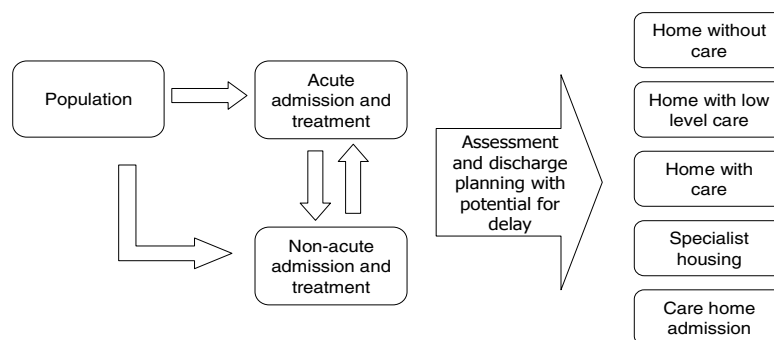 Population
Acute
admission and
treatment
Non-acute
admission and
treatment
Assessment
and discharge
planning with
potential for
delay
Home without
care
Home with low
level care
Home with
care
Specialist
housing
Care home
admission